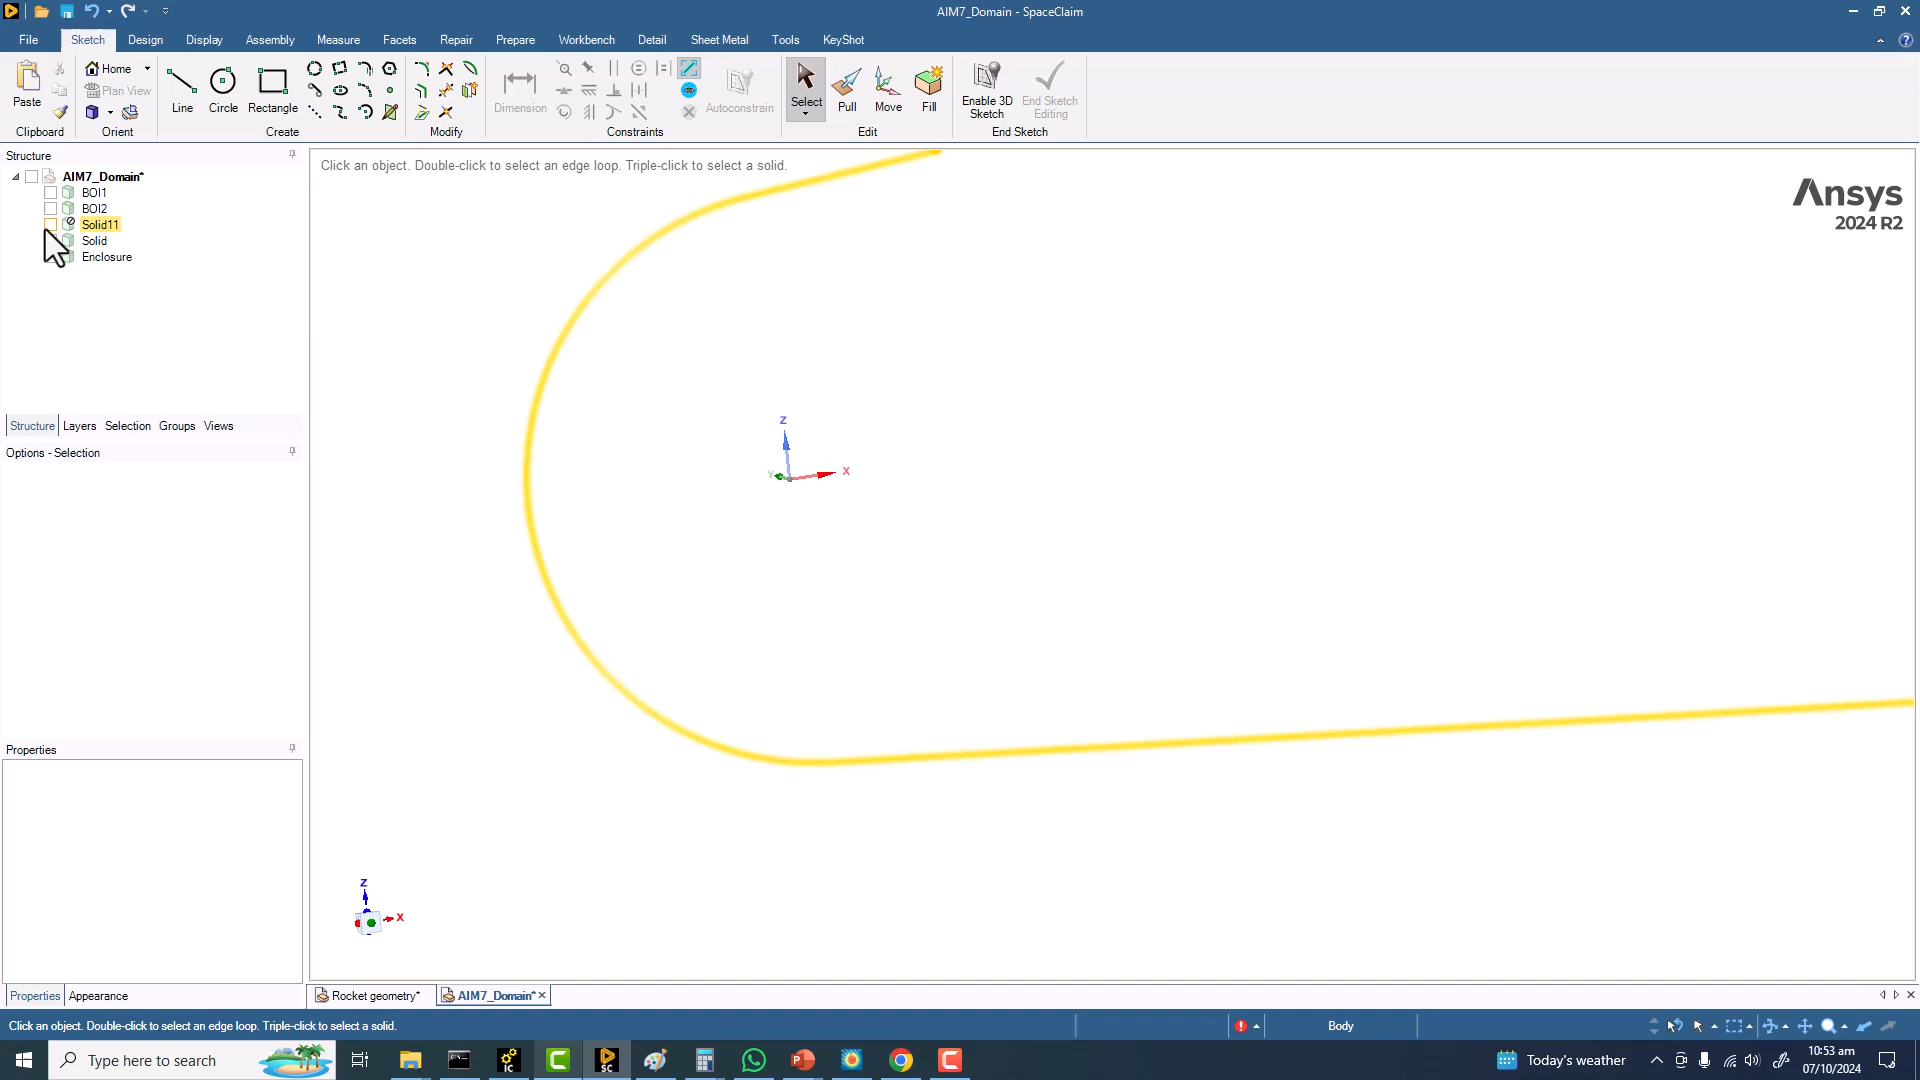 AIM7_Domain - SpaceClaim
File Sketch Design Display Assembly Measure Facets Repair Prepare Workbench Detail Sheet Metal Tools KeyShot
Paste
Home
Plan View
Line Circle Rectangle
Dimension
Autoconstrain
Select Pull Move Fill
Enable 3D Sketch
End Sketch Editing
Clipboard Orient Create Modify Constraints Edit End Sketch
Structure
AIM7_Domain*
BOI1
BOI2
Solid11
Solid
Enclosure
Structure Layers Selection Groups Views
Options - Selection
Properties
Properties Appearance
Click an object. Double-click to select an edge loop. Triple-click to select a solid.
Ansys
2024 R2
Z
Y X
Z
X
Rocket geometry* AIM7_Domain*
Click an object. Double-click to select an edge loop. Triple-click to select a solid.
Body
Type here to search
IC
SC
Today's weather
10:53 am
07/10/2024